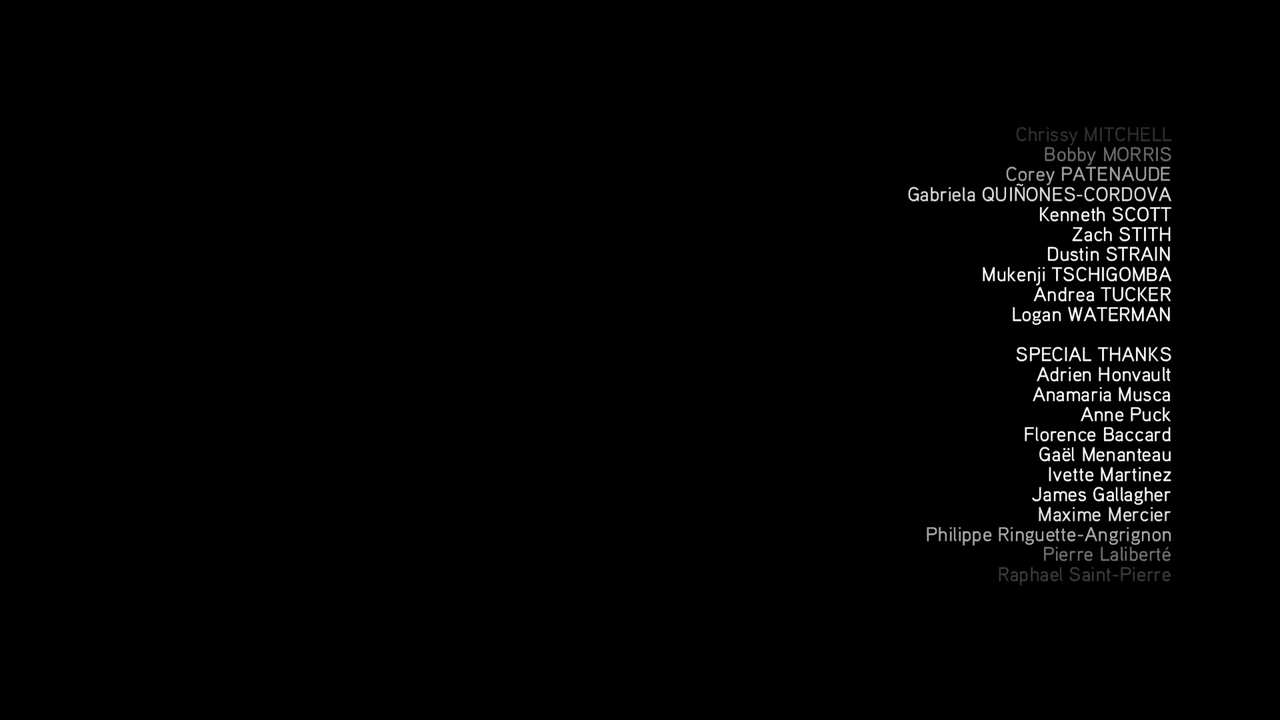 Chrissy MITCHELL
Bobby MORRIS
Corey PATENAUDE
Gabriela QUIÑONES-CORDOVA
Kenneth SCOTT
Zach STITH
Dustin STRAIN
Mukenji TSCHIGOMBA
Andrea TUCKER
Logan WATERMAN
SPECIAL THANKS
Adrien Honvault
Anamaria Musca
Anne Puck
Florence Baccard
Gaël Menanteau
Ivette Martinez
James Gallagher
Maxime Mercier
Philippe Ringuette-Angrignon
Pierre Laliberté
Raphael Saint-Pierre